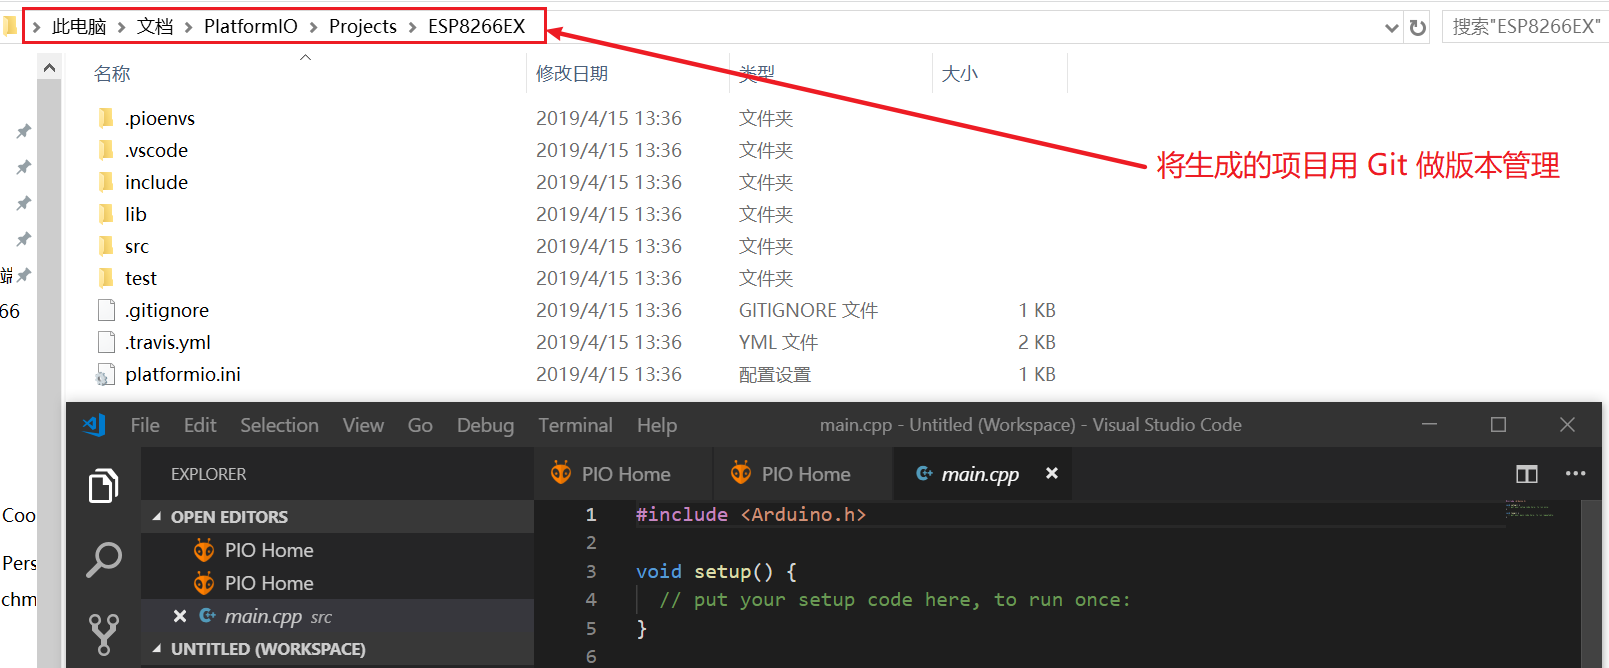 此电脑 > 文档 > PlatformIO > Projects > ESP8266EX
搜索"ESP8266EX"
名称 修改日期 类型 大小
.pioenvs 2019/4/15 13:36 文件夹
.vscode 2019/4/15 13:36 文件夹
include 2019/4/15 13:36 文件夹
lib 2019/4/15 13:36 文件夹
src 2019/4/15 13:36 文件夹
test 2019/4/15 13:36 文件夹
.gitignore 2019/4/15 13:36 GITIGNORE 文件 1 KB
.travis.yml 2019/4/15 13:36 YML 文件 2 KB
platformio.ini 2019/4/15 13:36 配置设置 1 KB
将生成的项目用 Git 做版本管理
端
66
Coo
Pers
chm
File Edit Selection View Go Debug Terminal Help
main.cpp - Untitled (Workspace) - Visual Studio Code
EXPLORER
OPEN EDITORS
PIO Home
PIO Home
main.cpp src
UNTITLED (WORKSPACE)
PIO Home PIO Home main.cpp
1 #include <Arduino.h>
2
3 void setup() {
4 // put your setup code here, to run once:
5 }
6